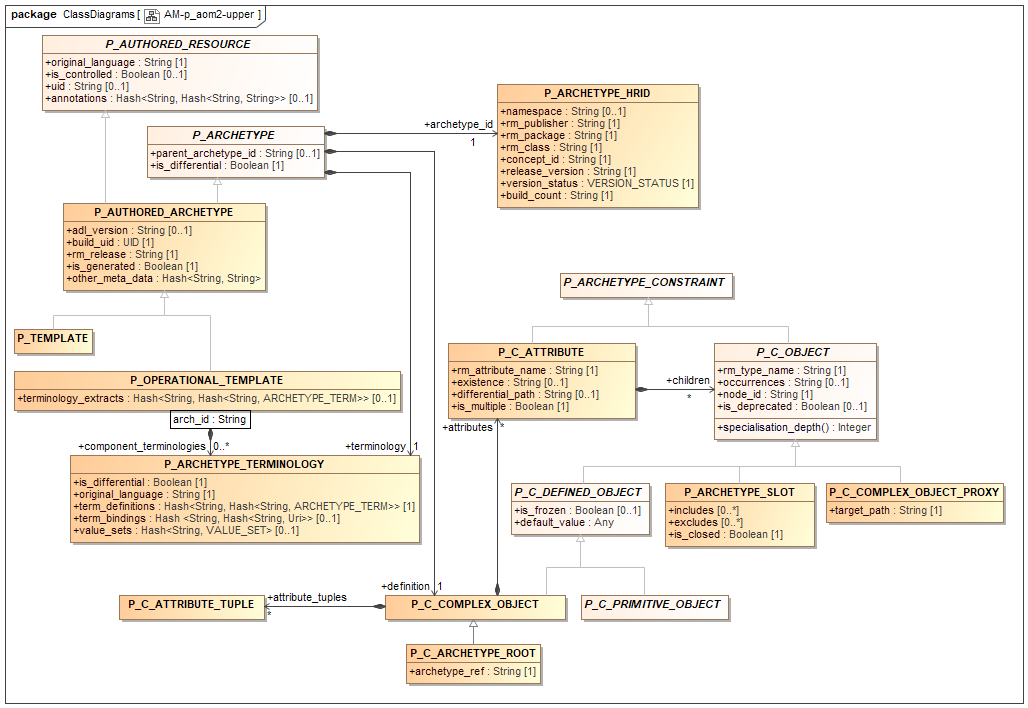 package ClassDiagrams [ AM-p_aom2-upper ]
P_AUTHORED_RESOURCE
+original_language : String [1]
+is_controlled : Boolean [0..1]
+uid : String [0..1]
+annotations : Hash<String, Hash<String, String>> [0..1]
P_ARCHETYPE
+parent_archetype_id : String [0..1]
+is_differential : Boolean [1]
+archetype_id
1
P_ARCHETYPE_HRID
+namespace : String [0..1]
+rm_publisher : String [1]
+rm_package : String [1]
+rm_class : String [1]
+concept_id : String [1]
+release_version : String [1]
+version_status : VERSION_STATUS [1]
+build_count : String [1]
P_AUTHORED_ARCHETYPE
+adl_version : String [0..1]
+build_uid : UID [1]
+rm_release : String [1]
+is_generated : Boolean [1]
+other_meta_data : Hash<String, String>
P_ARCHETYPE_CONSTRAINT
P_TEMPLATE
P_OPERATIONAL_TEMPLATE
+terminology_extracts : Hash<String, Hash<String, ARCHETYPE_TERM>> [0..1]
arch_id : String
+component_terminologies 0..*
+terminology 1
P_C_ATTRIBUTE
+rm_attribute_name : String [1]
+existence : String [0..1]
+differential_path : String [0..1]
+is_multiple : Boolean [1]
+attributes *
+children
*
P_C_OBJECT
+rm_type_name : String [1]
+occurrences : String [0..1]
+node_id : String [1]
+is_deprecated : Boolean [0..1]
+specialisation_depth() : Integer
P_ARCHETYPE_TERMINOLOGY
+is_differential : Boolean [1]
+original_language : String [1]
+term_definitions : Hash<String, Hash<String, ARCHETYPE_TERM>> [1]
+term_bindings : Hash <String, Hash<String, Uri>> [0..1]
+value_sets : Hash<String, VALUE_SET> [0..1]
P_C_DEFINED_OBJECT
+is_frozen : Boolean [0..1]
+default_value : Any
P_ARCHETYPE_SLOT
+includes [0..*]
+excludes [0..*]
+is_closed : Boolean [1]
P_C_COMPLEX_OBJECT_PROXY
+target_path : String [1]
+definition 1
P_C_ATTRIBUTE_TUPLE
+attribute_tuples
*
P_C_COMPLEX_OBJECT
P_C_PRIMITIVE_OBJECT
P_C_ARCHETYPE_ROOT
+archetype_ref : String [1]